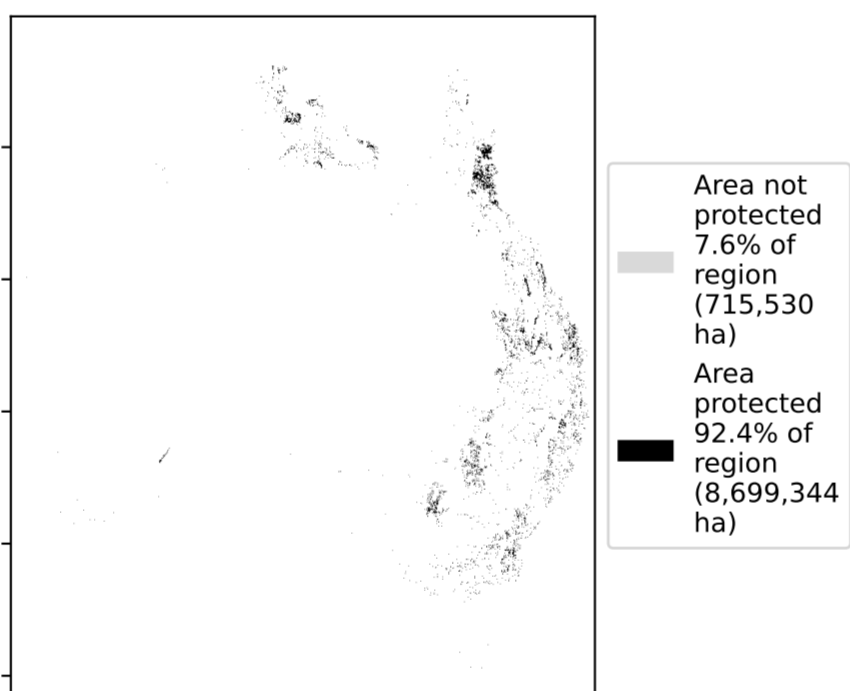 Area not
protected
7.6% of
region
(715,530
ha)
Area
protected
92.4% of
region
(8,699,344
ha)